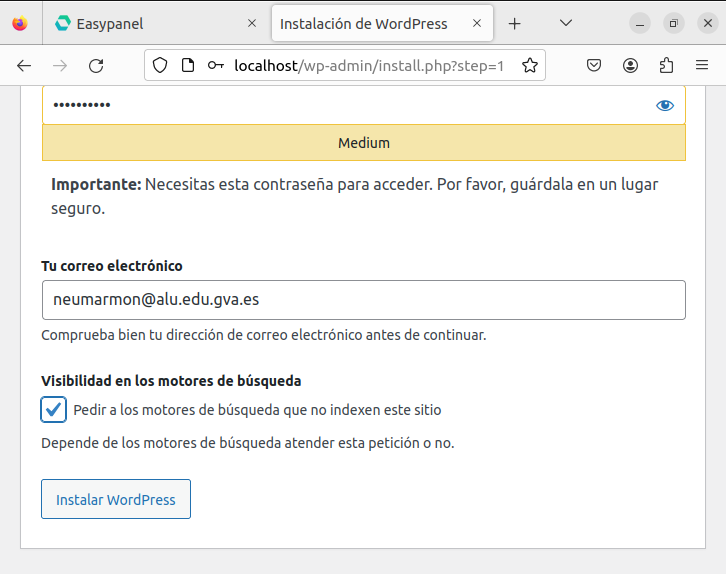 Easypanel
Instalación de WordPress
localhost/wp-admin/install.php?step=1
••••••••••
Medium
Importante: Necesitas esta contraseña para acceder. Por favor, guárdala en un lugar
seguro.
Tu correo electrónico
neumarmon@alu.edu.gva.es
Comprueba bien tu dirección de correo electrónico antes de continuar.
Visibilidad en los motores de búsqueda
Pedir a los motores de búsqueda que no indexen este sitio
Depende de los motores de búsqueda atender esta petición o no.
Instalar WordPress